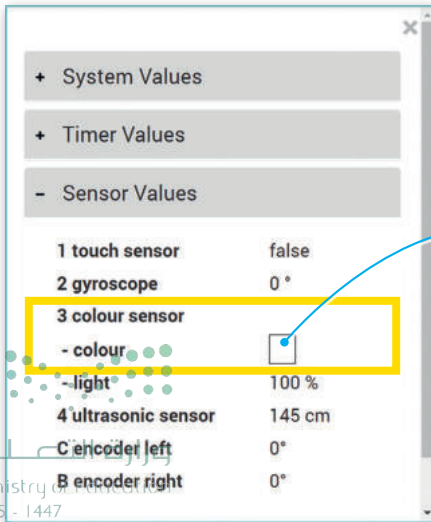 ×
+ System Values
+ Timer Values
- Sensor Values
1 touch sensor false
2 gyroscope 0 °
3 colour sensor
- colour
- light 100 %
4 ultrasonic sensor 145 cm
C encoder left 0°
B encoder right 0°
- 1447